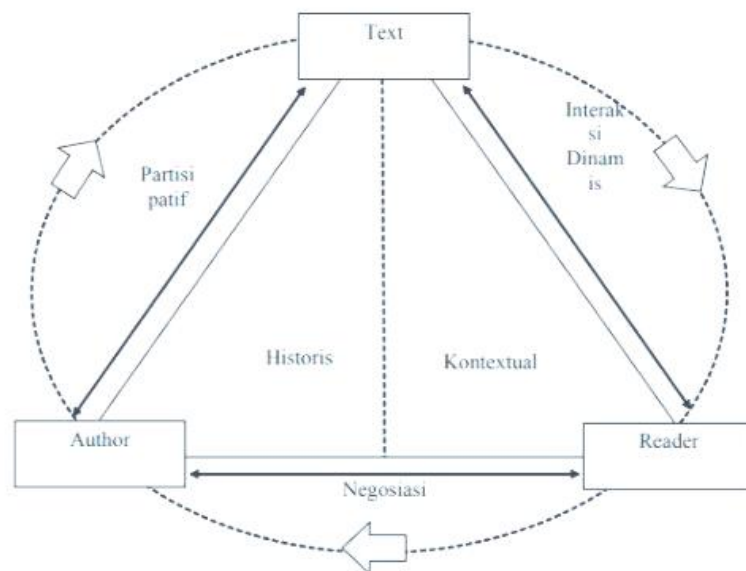 Text
Interak
si
Dinam
is
Partisi
patif
Historis
Kontextual
Author
Reader
Negosiasi